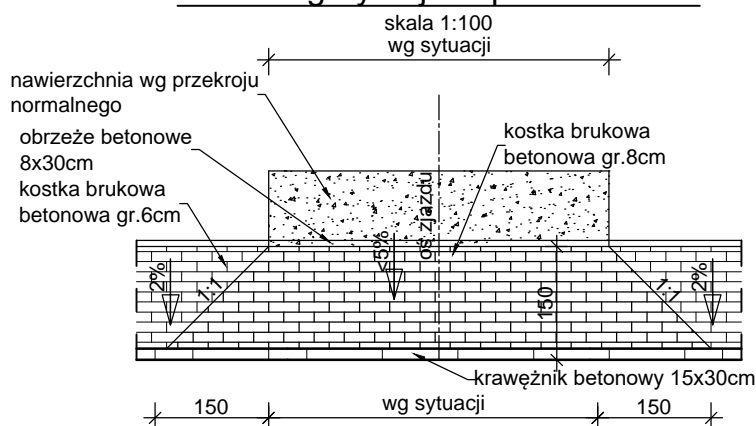 skala 1:100
wg sytuacji
nawierzchnia wg przekroju
normalnego
obrzeże betonowe
8x30cm
kostka brukowa
betonowa gr.6cm
kostka brukowa
betonowa gr.8cm
oś zjazdu
<5%
2%
1:1
150
1:1
2%
krawężnik betonowy 15x30cm
150
wg sytuacji
150